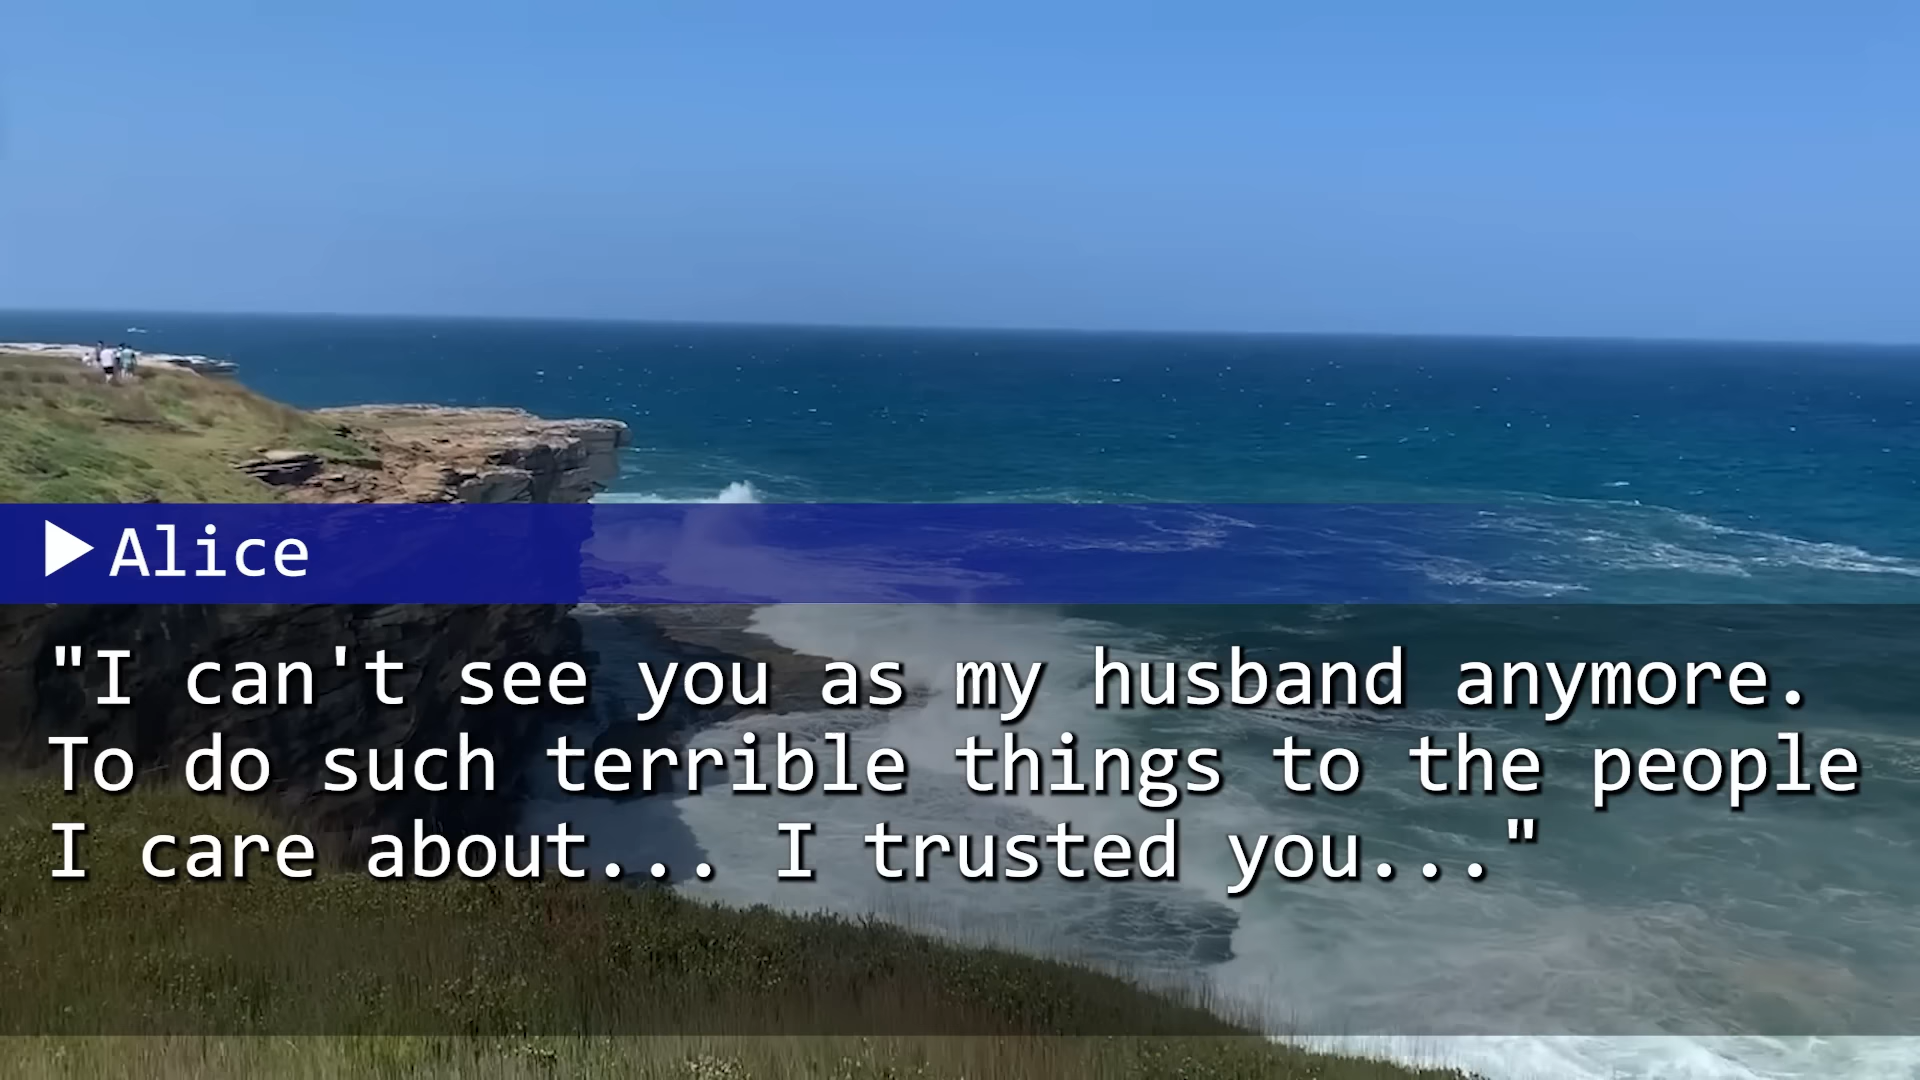 Alice
"I can't see you as my husband anymore.
To do such terrible things to the people
I care about... I trusted you..."